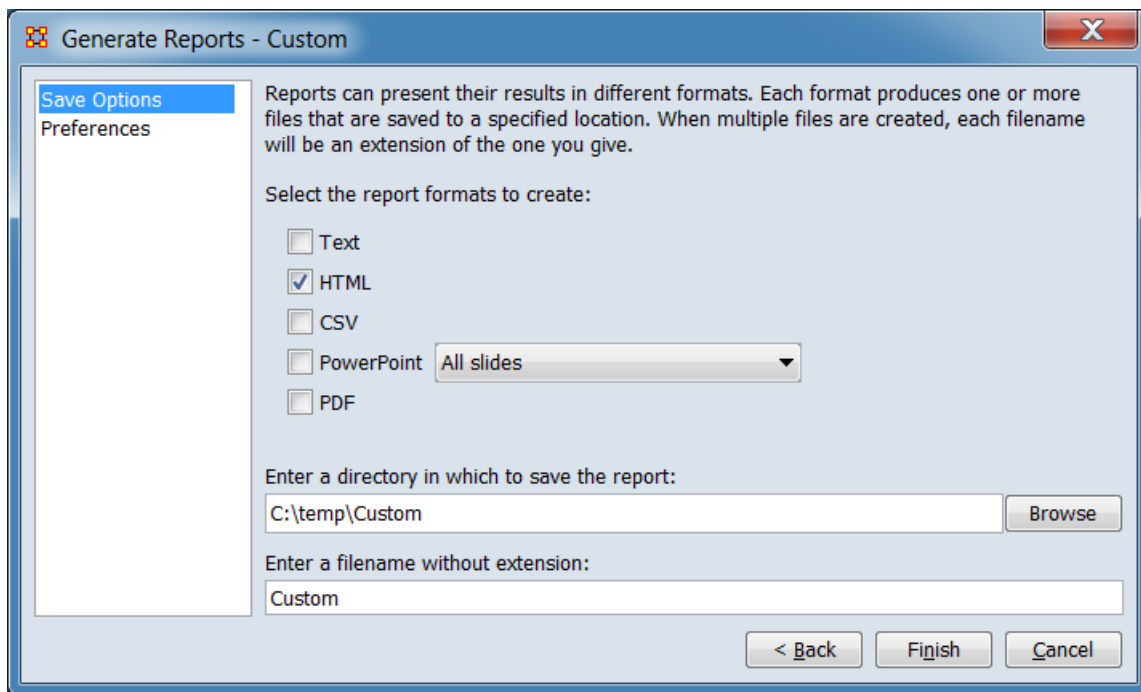 Generate Reports - Custom
X
Save Options
Preferences
Reports can present their results in different formats. Each format produces one or more
files that are saved to a specified location. When multiple files are created, each filename
will be an extension of the one you give.
Select the report formats to create:
Text
HTML
CSV
PowerPoint All slides
PDF
Enter a directory in which to save the report:
C:\temp\Custom Browse
Enter a filename without extension:
Custom
< Back Finish Cancel